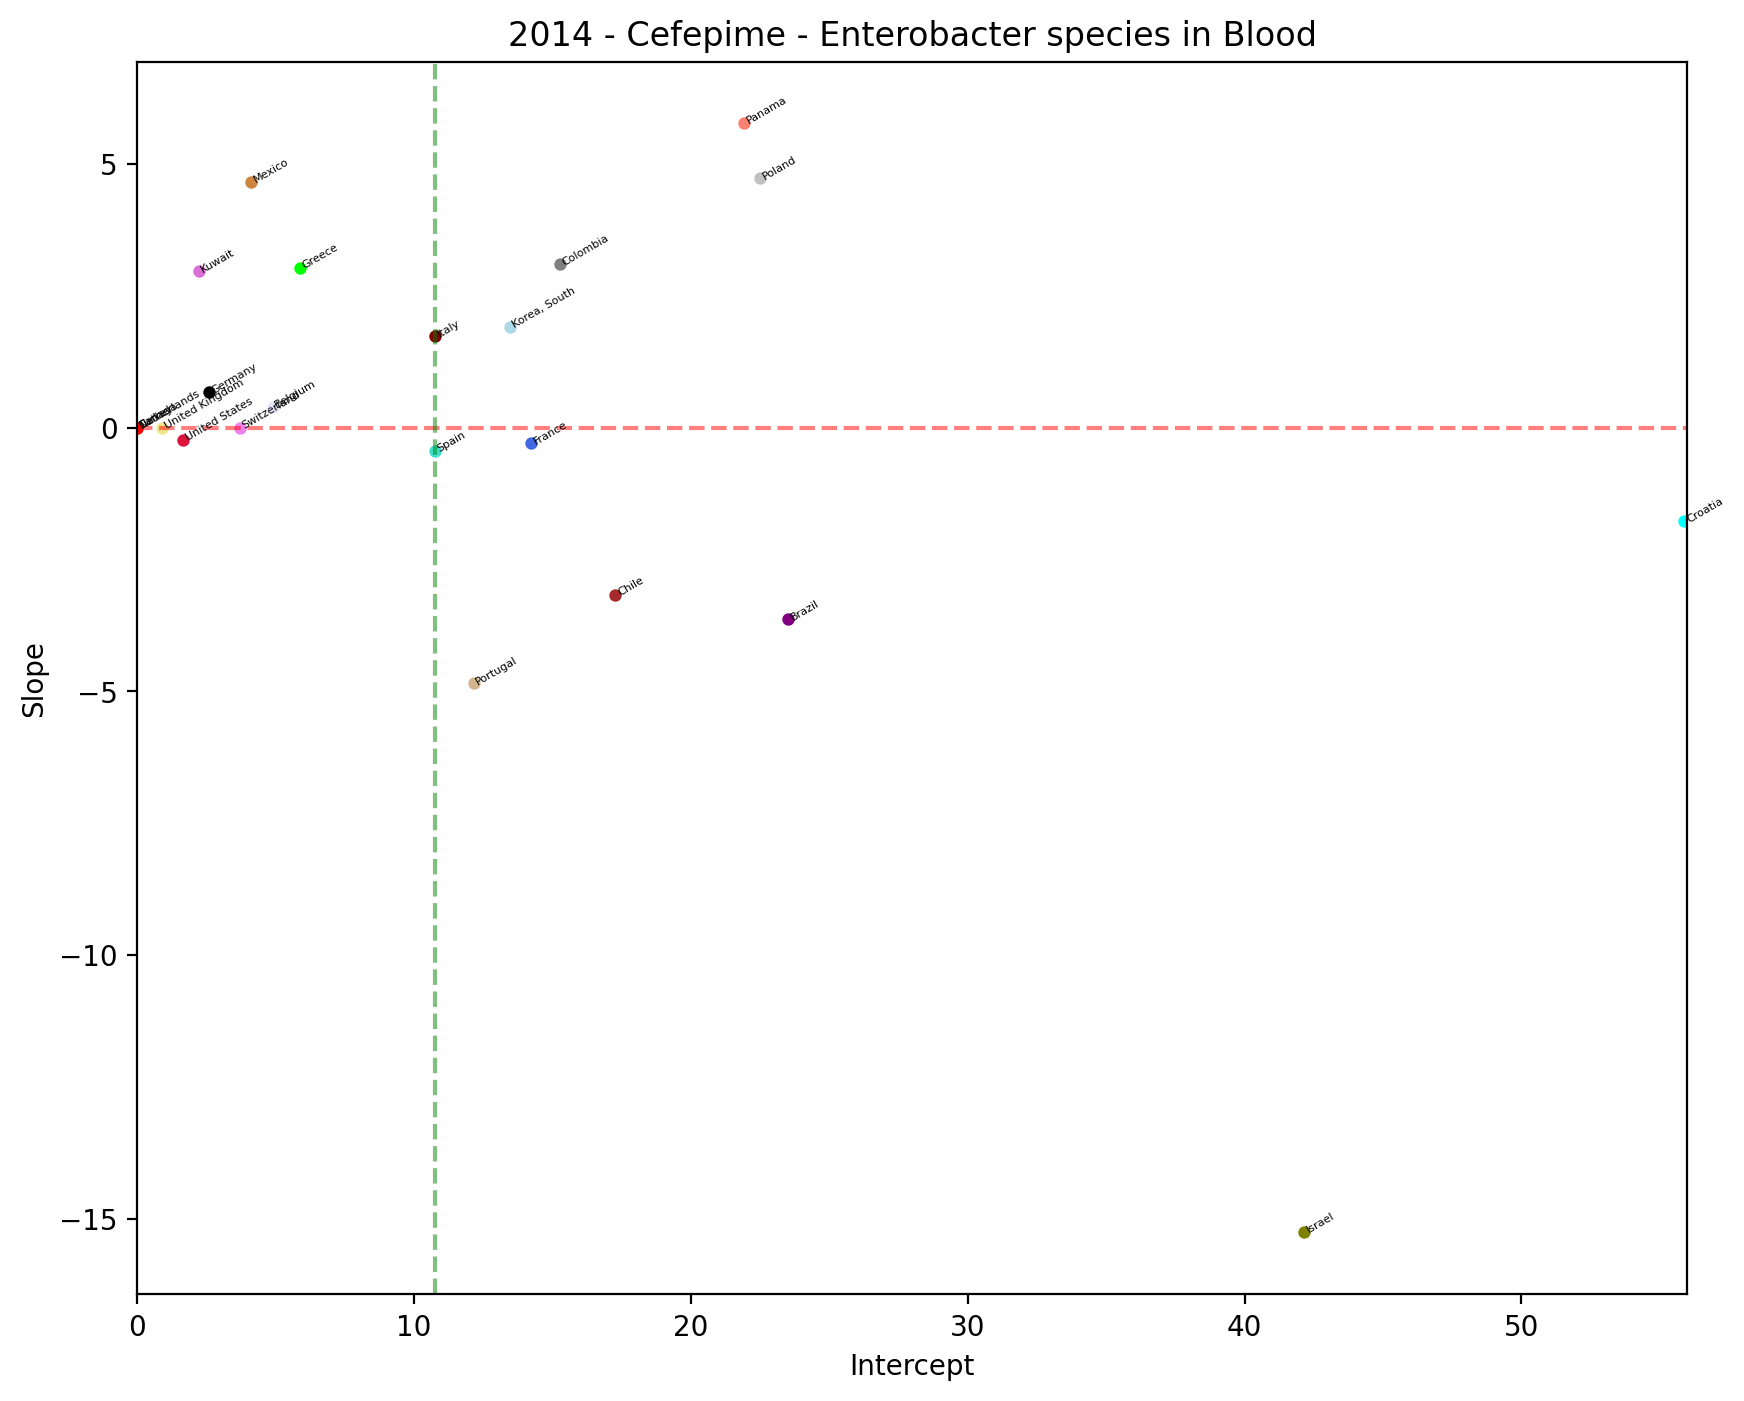 2014 - Cefepime - Enterobacter species in Blood
Panama
5
Poland
Mexico
Colombia
Kuwait
Greece
Korea, South
Italy
Germany
United Kingdom
Belgium
Switzerland
United States
0
Spain
France
Croatia
Chile
Brazil
Slope
−5
Portugal
−10
−15
Israel
0
10
20
30
40
50
Intercept